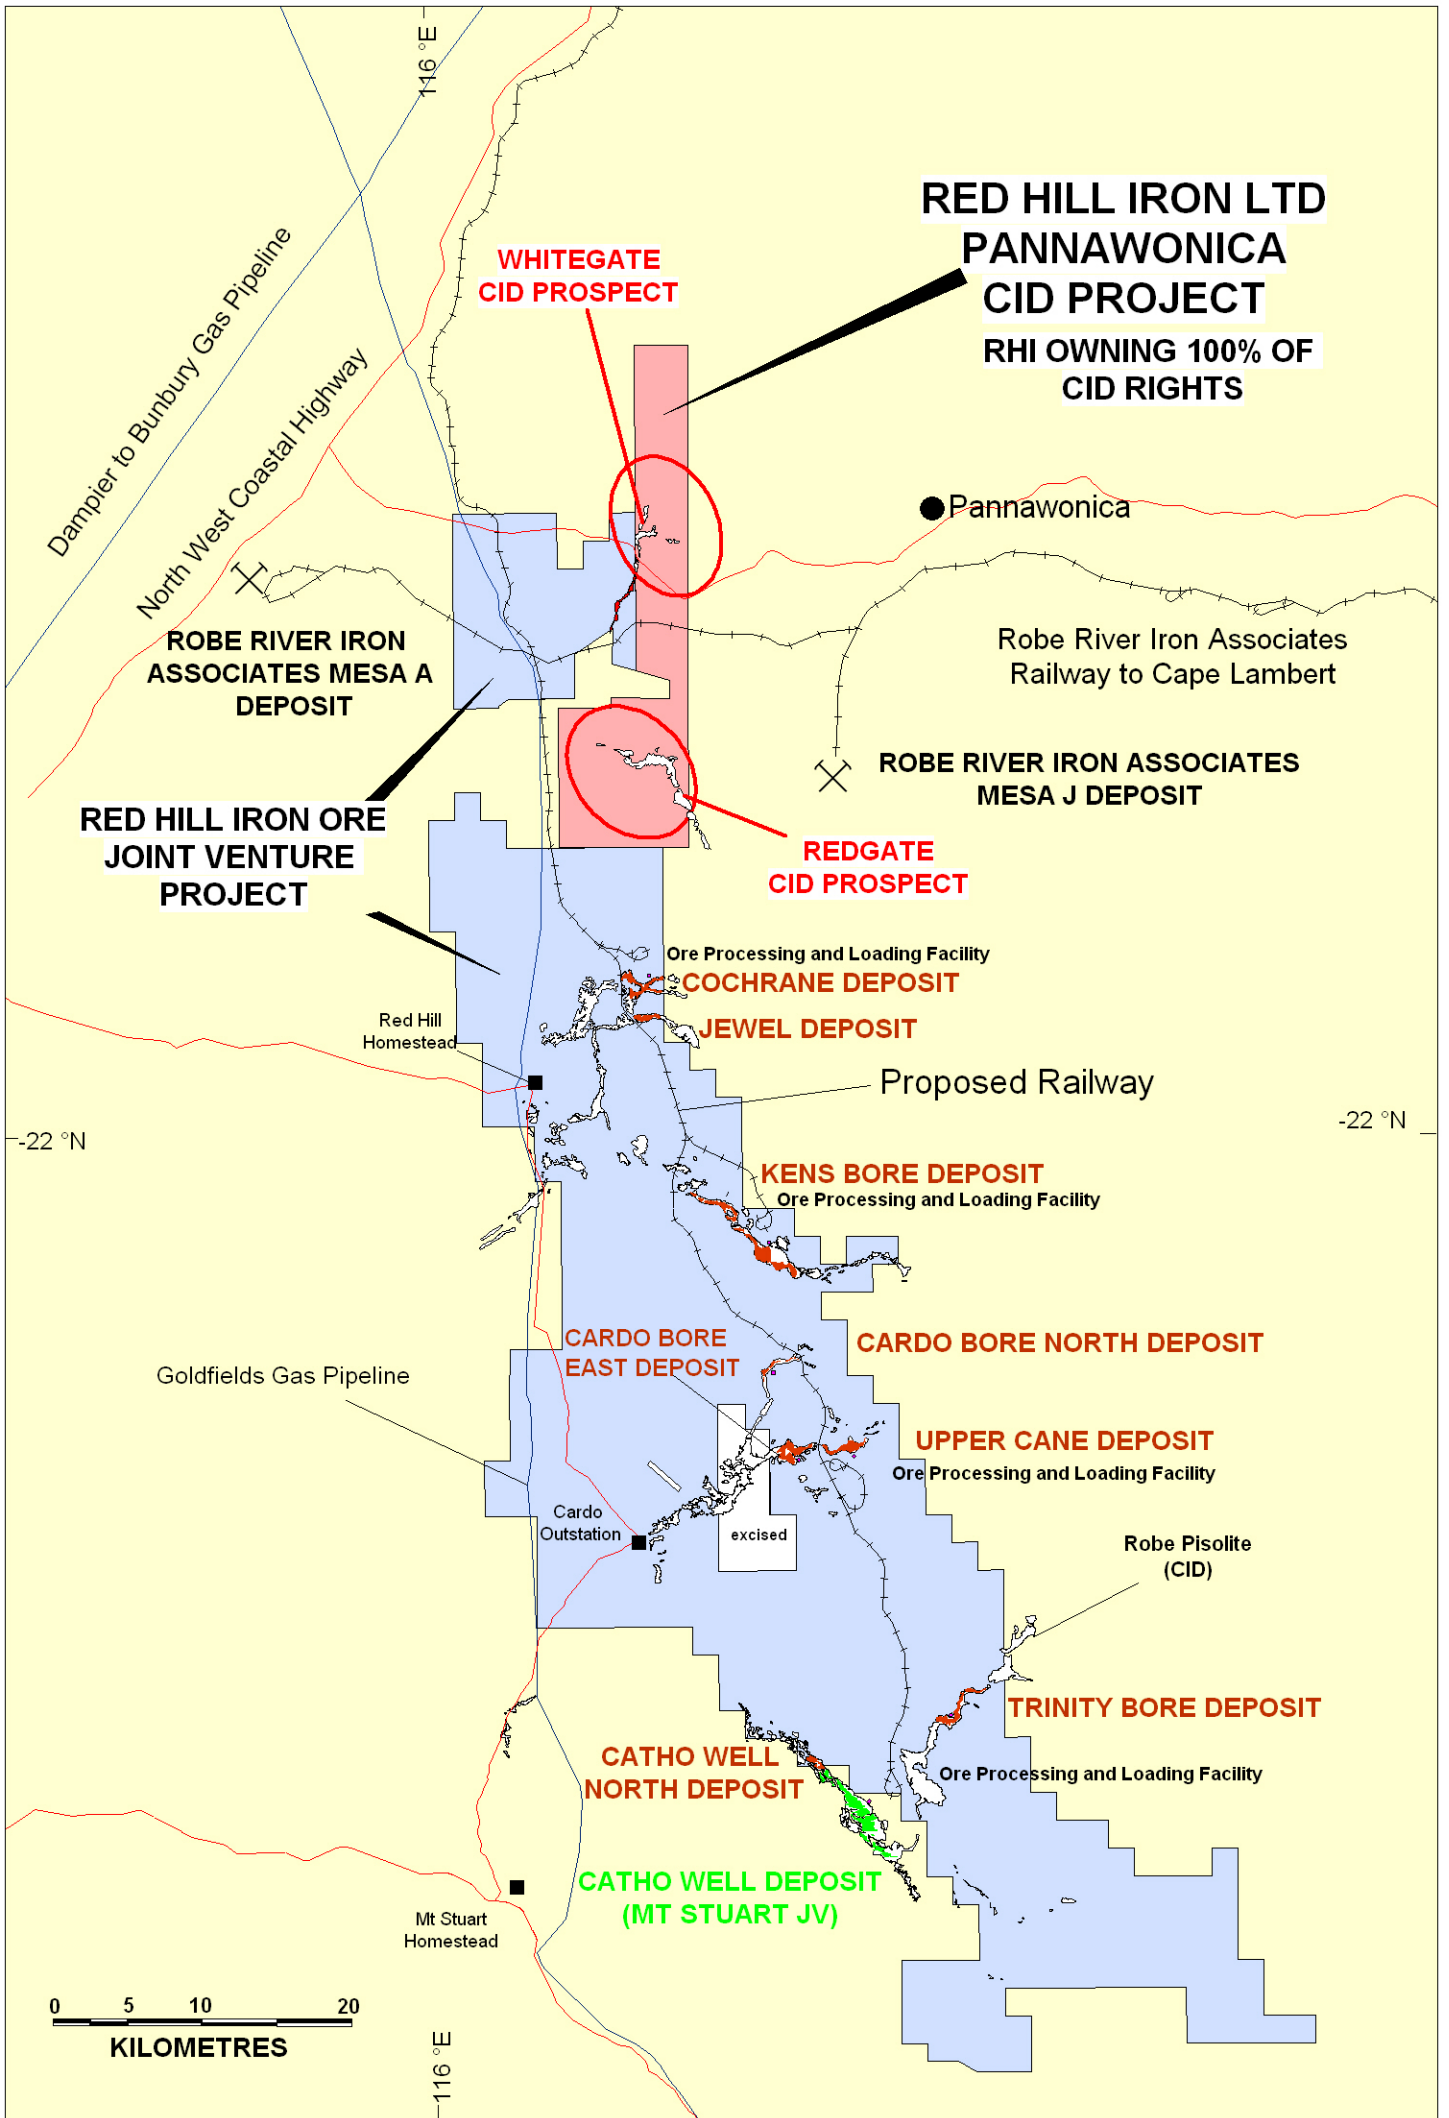 116 °E
RED HILL IRON LTD
PANNAWONICA
CID PROJECT
RHI OWNING 100% OF
CID RIGHTS
WHITEGATE
CID PROSPECT
Dampier to Bunbury Gas Pipeline
North West Coastal Highway
Pannawonica
ROBE RIVER IRON
ASSOCIATES MESA A
DEPOSIT
Robe River Iron Associates
Railway to Cape Lambert
ROBE RIVER IRON ASSOCIATES
MESA J DEPOSIT
RED HILL IRON ORE
JOINT VENTURE
PROJECT
REDGATE
CID PROSPECT
Ore Processing and Loading Facility
COCHRANE DEPOSIT
Red Hill
Homestead
JEWEL DEPOSIT
Proposed Railway
-22 °N
-22 °N
KENS BORE DEPOSIT
Ore Processing and Loading Facility
CARDO BORE
EAST DEPOSIT
CARDO BORE NORTH DEPOSIT
Goldfields Gas Pipeline
UPPER CANE DEPOSIT
Ore Processing and Loading Facility
Cardo
Outstation
excised
Robe Pisolite
(CID)
TRINITY BORE DEPOSIT
CATHO WELL
NORTH DEPOSIT
Ore Processing and Loading Facility
CATHO WELL DEPOSIT
(MT STUART JV)
Mt Stuart
Homestead
0 5 10 20
KILOMETRES
116 °E